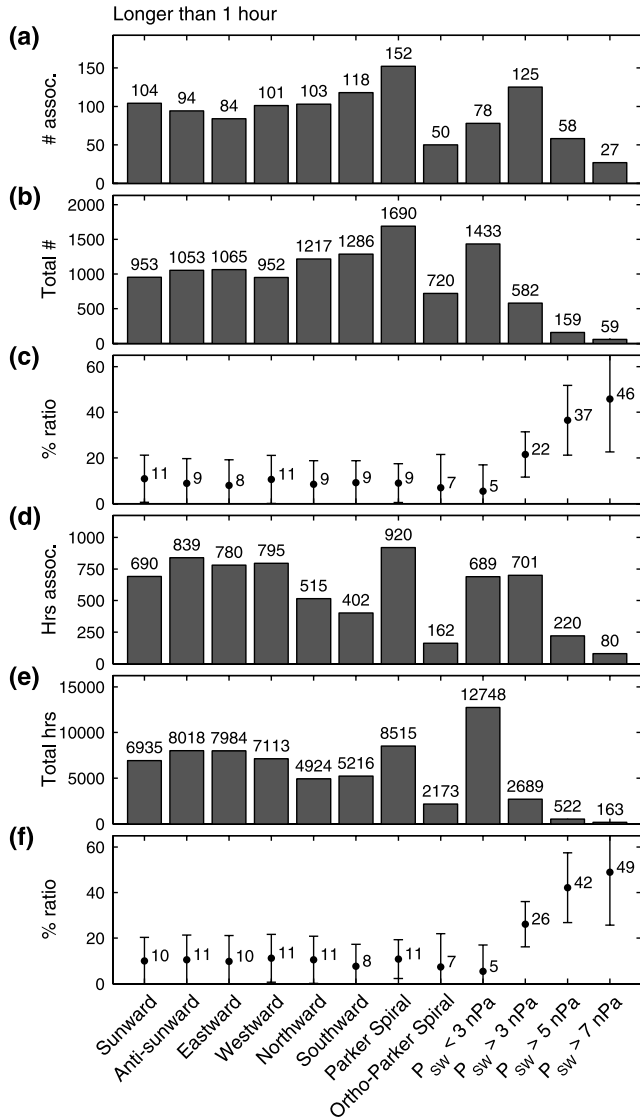 Longer than 1 hour
(a)
# assoc.
150
100
50
0
104 94 84 101 103 118 152 50 78 125 58 27
(b)
Total #
2000
1500
1000
500
0
953 1053 1065 952 1217 1286 1690 720 1433 582 159 59
(c)
% ratio
60
40
20
0
11 9 8 11 9 9 9 7 5 22 37 46
(d)
Hrs assoc.
1000
750
500
250
0
690 839 780 795 515 402 920 162 689 701 220 80
(e)
Total hrs
15000
10000
5000
0
6935 8018 7984 7113 4924 5216 8515 2173 12748 2689 522 163
(f)
% ratio
60
40
20
0
10 11 10 11 11 8 11 7 5 26 42 49
Sunward
Anti-sunward
Eastward
Westward
Northward
Southward
Parker Spiral
Ortho-Parker Spiral
P SW < 3 nPa
P SW > 3 nPa
P SW > 5 nPa
P SW > 7 nPa